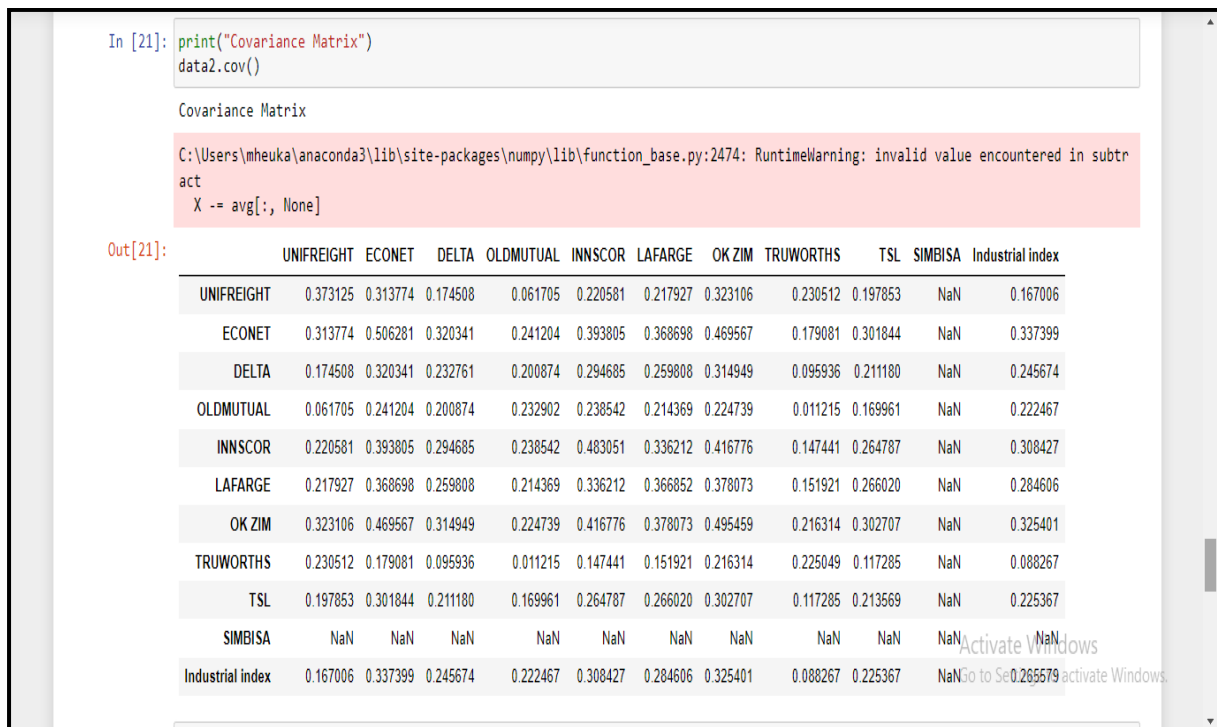 In [21]: print("Covariance Matrix")
data2.cov()
Covariance Matrix
C:\Users\mheuka\anaconda3\lib\site-packages\numpy\lib\function_base.py:2474: RuntimeWarning: invalid value encountered in subtr
act
X -= avg[:, None]
Out[21]:
UNIFREIGHT ECONET DELTA OLDMUTUAL INNSCOR LAFARGE OK ZIM TRUWORTHS TSL SIMBISA Industrial index
UNIFREIGHT 0.373125 0.313774 0.174508 0.061705 0.220581 0.217927 0.323106 0.230512 0.197853 NaN 0.167006
ECONET 0.313774 0.506281 0.320341 0.241204 0.393805 0.368698 0.469567 0.179081 0.301844 NaN 0.337399
DELTA 0.174508 0.320341 0.232761 0.200874 0.294685 0.259808 0.314949 0.095936 0.211180 NaN 0.245674
OLDMUTUAL 0.061705 0.241204 0.200874 0.232902 0.238542 0.214369 0.224739 0.011215 0.169961 NaN 0.222467
INNSCOR 0.220581 0.393805 0.294685 0.238542 0.483051 0.336212 0.416776 0.147441 0.264787 NaN 0.308427
LAFARGE 0.217927 0.368698 0.259808 0.214369 0.336212 0.366852 0.378073 0.151921 0.266020 NaN 0.284606
OK ZIM 0.323106 0.469567 0.314949 0.224739 0.416776 0.378073 0.495459 0.216314 0.302707 NaN 0.325401
TRUWORTHS 0.230512 0.179081 0.095936 0.011215 0.147441 0.151921 0.216314 0.225049 0.117285 NaN 0.088267
TSL 0.197853 0.301844 0.211180 0.169961 0.264787 0.266020 0.302707 0.117285 0.213569 NaN 0.225367
SIMBISA NaN NaN NaN NaN NaN NaN NaN NaN NaN NaN NaN
Activate Windows
Industrial index 0.167006 0.337399 0.245674 0.222467 0.308427 0.284606 0.325401 0.088267 0.225367 NaN 0.265579
Go to Settings to activate Windows.